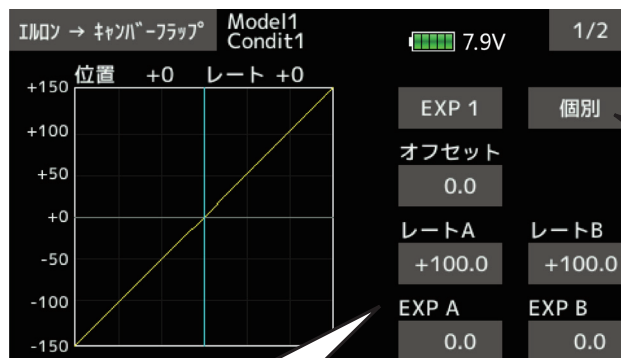 エルロン → キャンバーフラップ
Model1
Condit1
7.9V
1/2
位置 +0 レート +0
+150
+100
+50
+0
-50
-100
-150
EXP 1
個別
オフセット
0.0
レートA
レートB
+100.0
+100.0
EXP A
EXP B
0.0
0.0